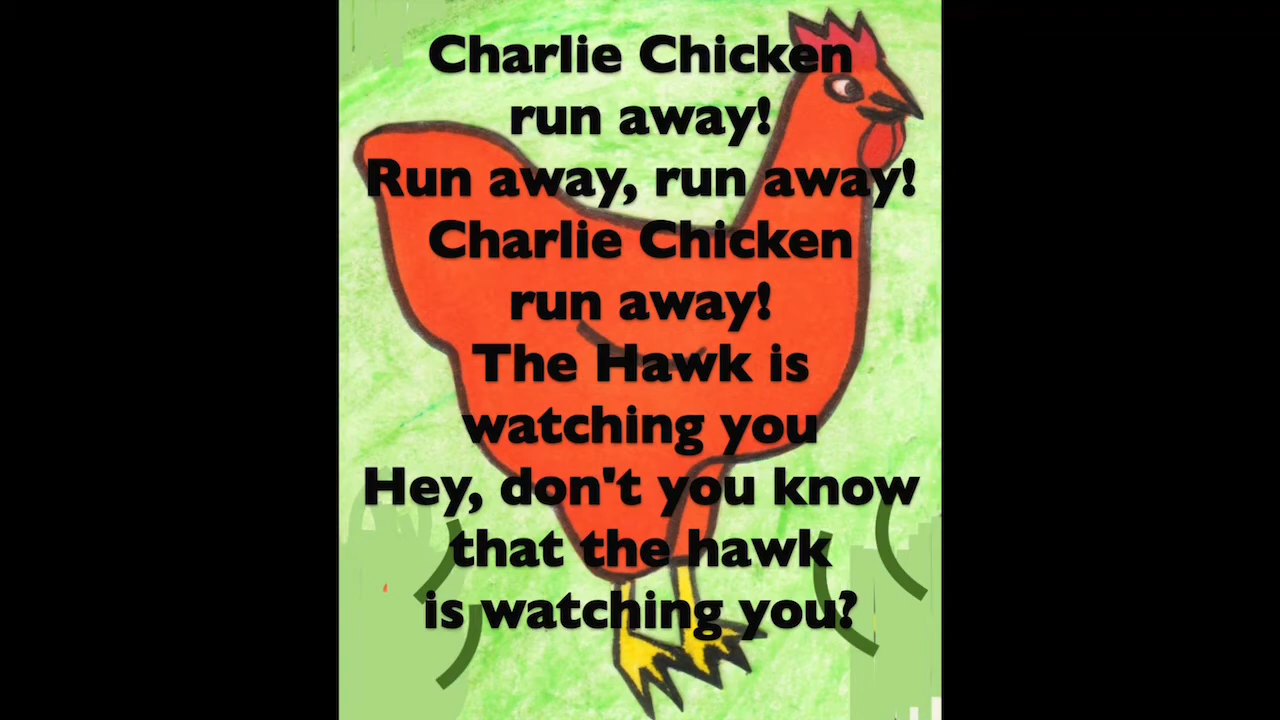 Charlie Chicken
run away!
Run away, run away!
Charlie Chicken
run away!
The Hawk is
watching you
Hey, don't you know
that the hawk
is watching you?